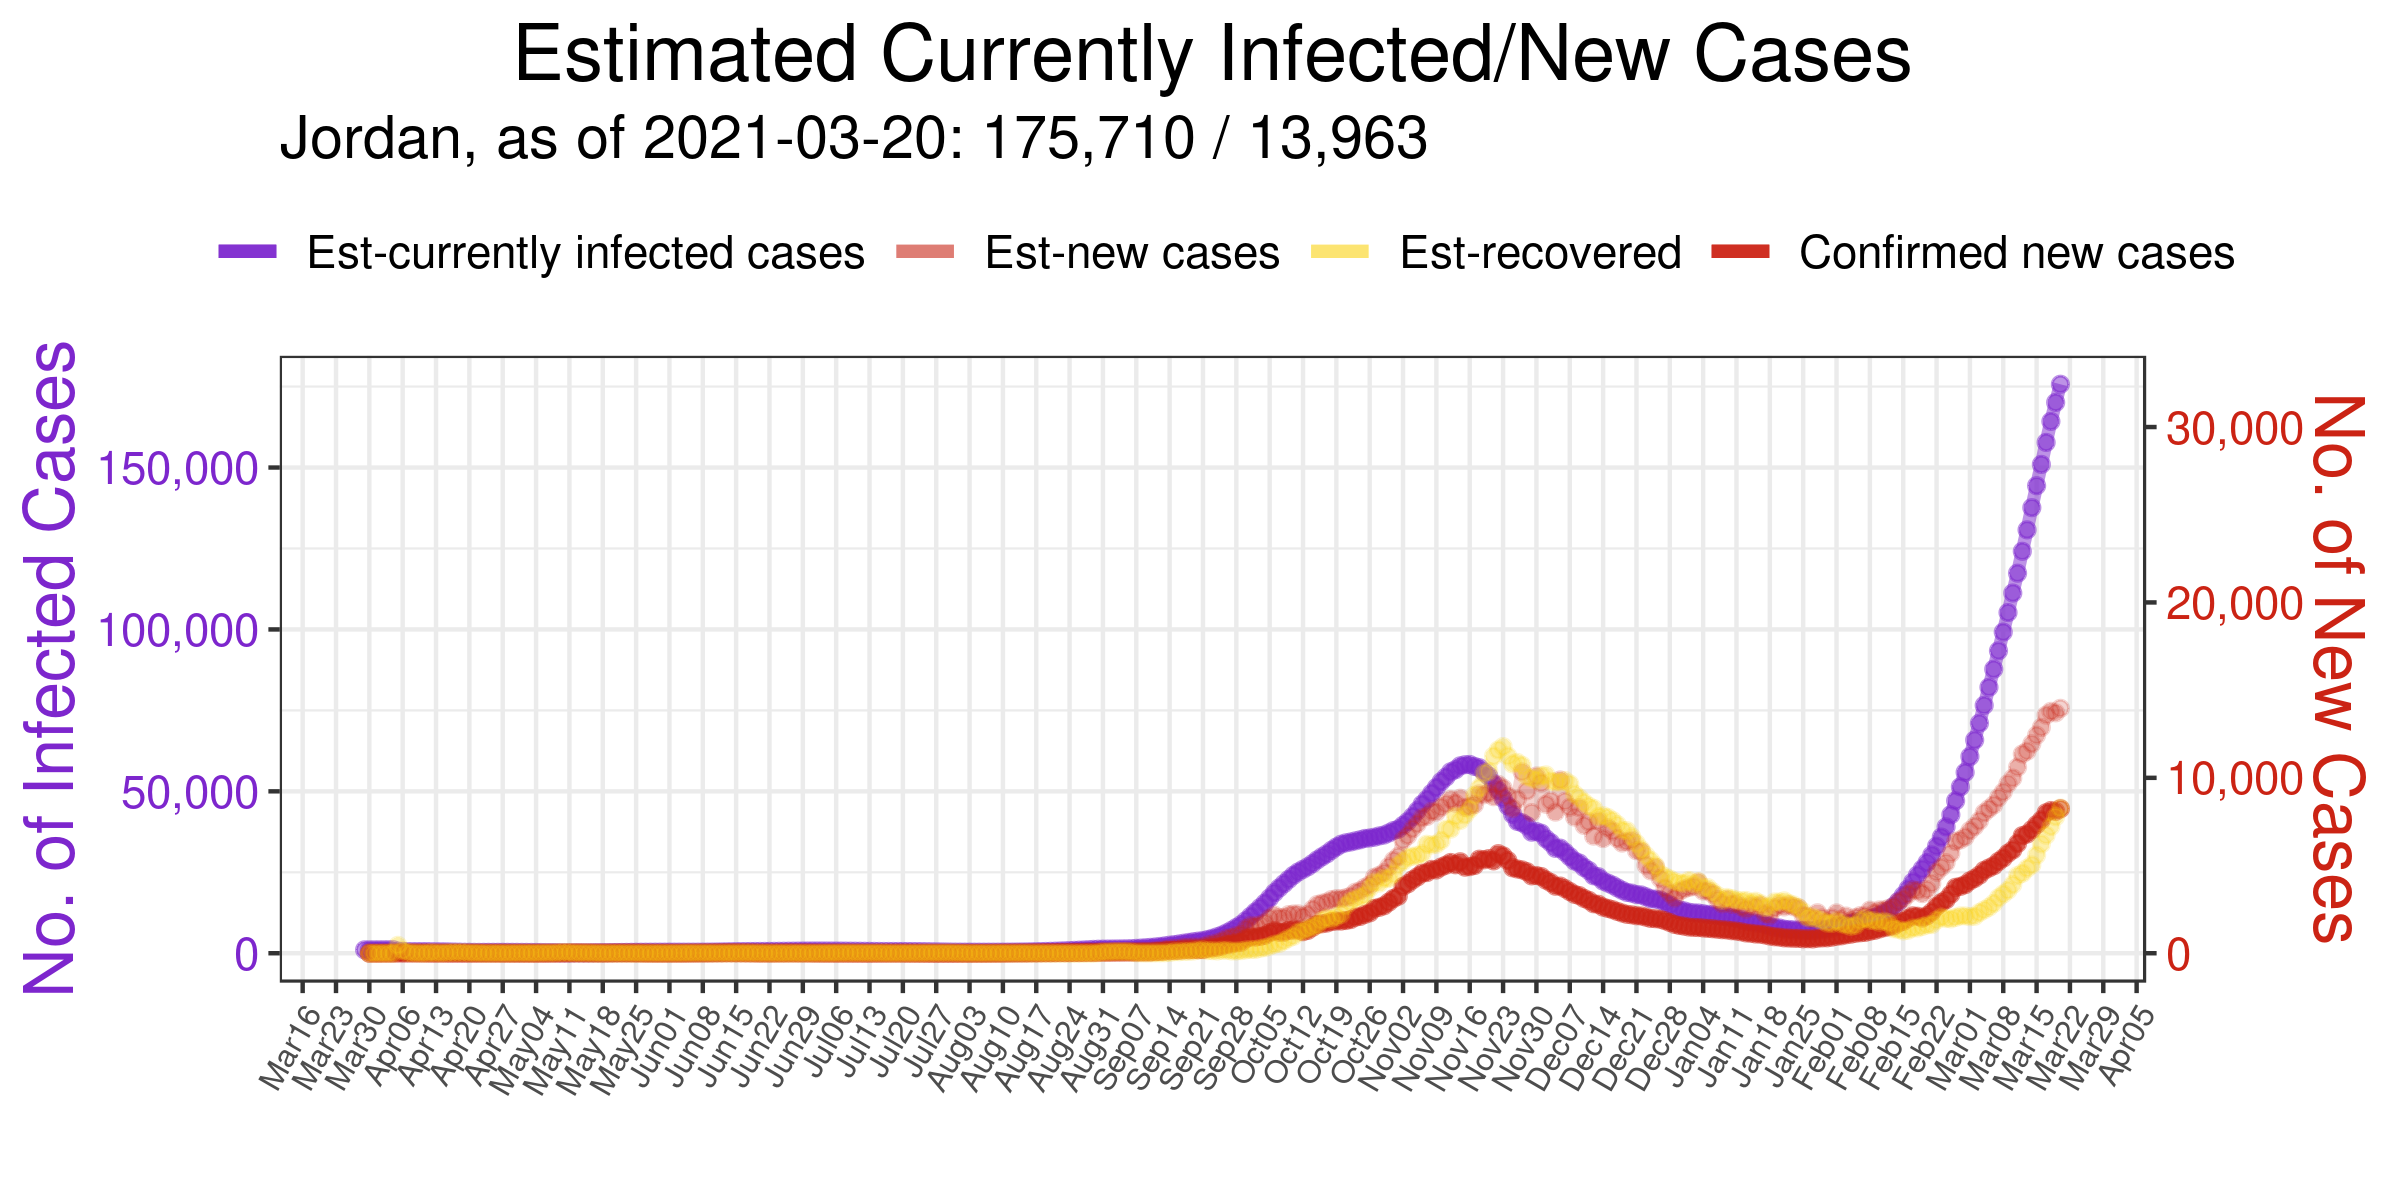 Estimated Currently Infected/New Cases
Jordan, as of 2021-03-20: 175,710 / 13,963
Est-currently infected cases Est-new cases Est-recovered Confirmed new cases
No. of Infected Cases
150,000
100,000
50,000
0
30,000
20,000
10,000
0
No. of New Cases
Mar16 Mar23 Mar30 Apr06 Apr13 Apr20 Apr27 May04 May11 May18 May25 Jun01 Jun08 Jun15 Jun22 Jun29 Jul06 Jul13 Jul20 Jul27 Aug03 Aug10 Aug17 Aug24 Aug31 Sep07 Sep14 Sep21 Sep28 Oct05 Oct12 Oct19 Oct26 Nov02 Nov09 Nov16 Nov23 Nov30 Dec07 Dec14 Dec21 Dec28 Jan04 Jan11 Jan18 Jan25 Feb01 Feb08 Feb15 Feb22 Mar01 Mar08 Mar15 Mar22 Mar29 Apr05